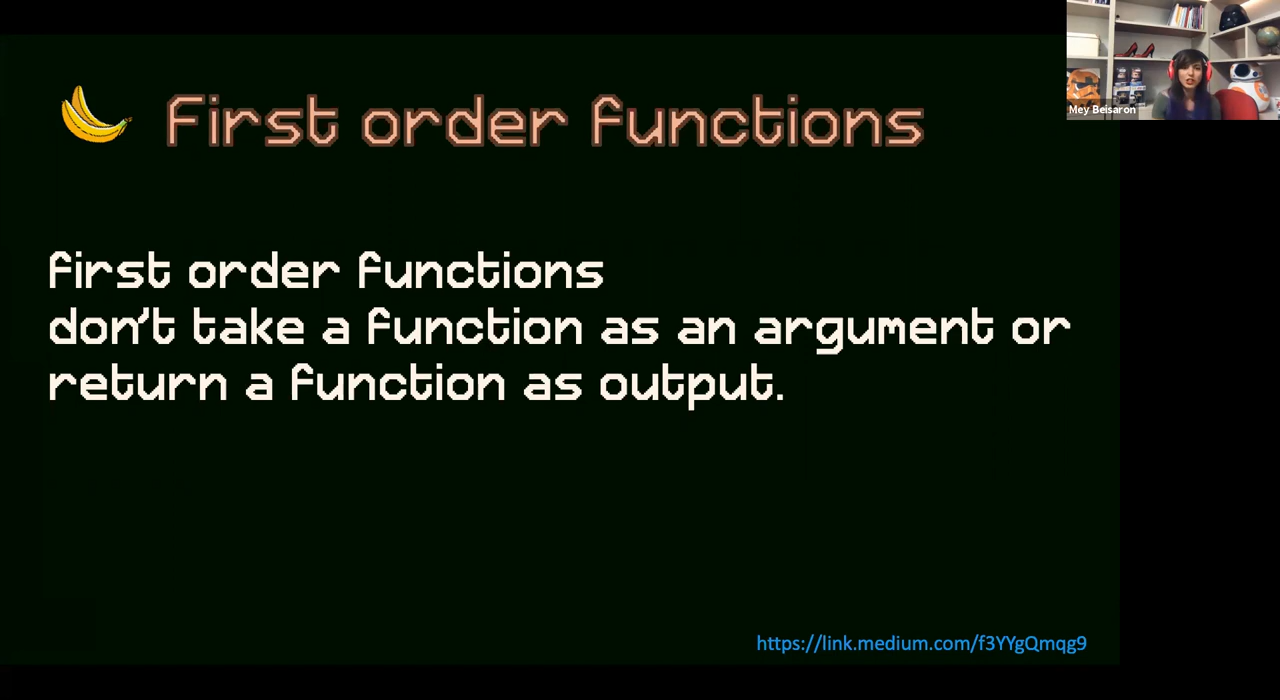 First order functions
first order functions
don't take a function as an argument or
return a function as output.
https://link.medium.com/f3YYgQmqg9
Mey Beisaron